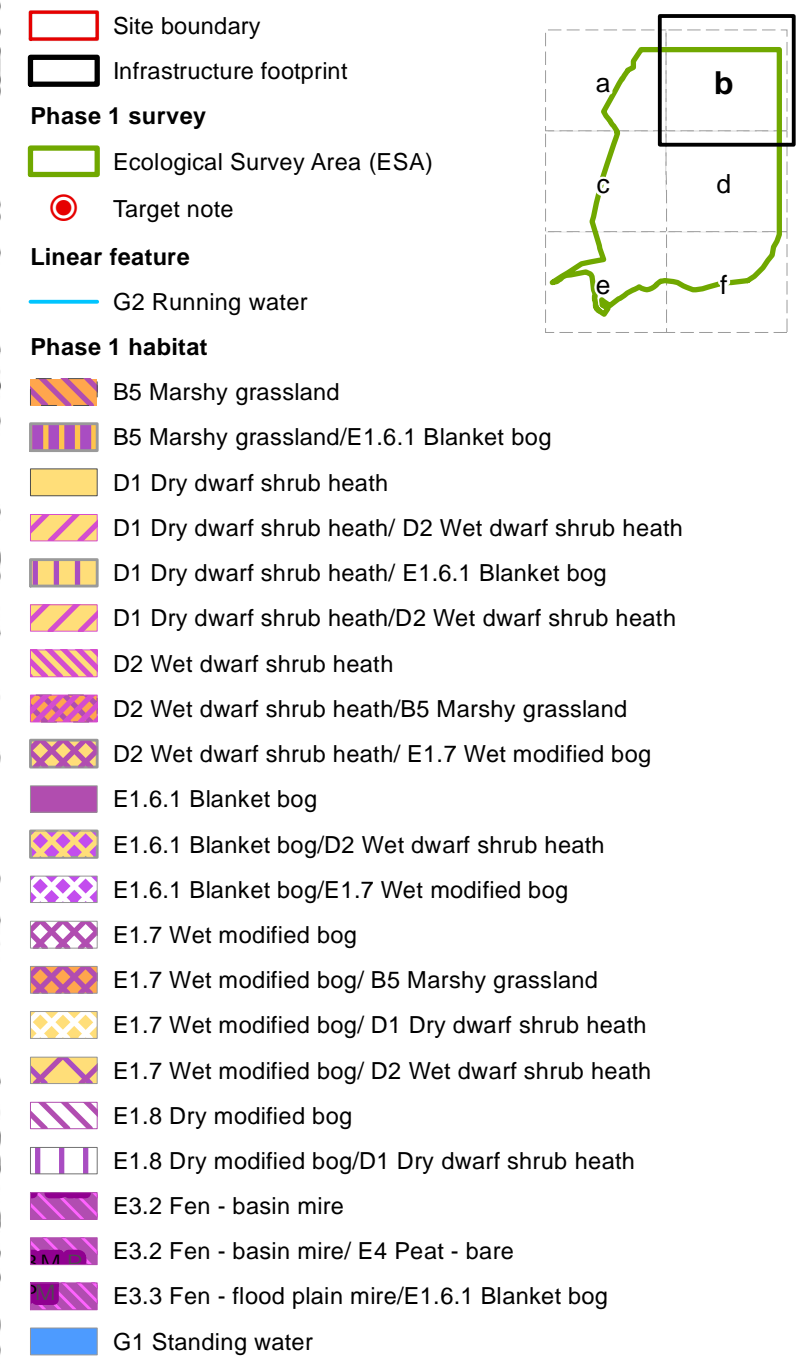 Site boundary
Infrastructure footprint
Phase 1 survey
Ecological Survey Area (ESA)
Target note
Linear feature
G2 Running water
Phase 1 habitat
B5 Marshy grassland
B5 Marshy grassland/E1.6.1 Blanket bog
D1 Dry dwarf shrub heath
D1 Dry dwarf shrub heath/ D2 Wet dwarf shrub heath
D1 Dry dwarf shrub heath/ E1.6.1 Blanket bog
D1 Dry dwarf shrub heath/D2 Wet dwarf shrub heath
D2 Wet dwarf shrub heath
D2 Wet dwarf shrub heath/B5 Marshy grassland
D2 Wet dwarf shrub heath/ E1.7 Wet modified bog
E1.6.1 Blanket bog
E1.6.1 Blanket bog/D2 Wet dwarf shrub heath
E1.6.1 Blanket bog/E1.7 Wet modified bog
E1.7 Wet modified bog
E1.7 Wet modified bog/ B5 Marshy grassland
E1.7 Wet modified bog/ D1 Dry dwarf shrub heath
E1.7 Wet modified bog/ D2 Wet dwarf shrub heath
E1.8 Dry modified bog
E1.8 Dry modified bog/D1 Dry dwarf shrub heath
E3.2 Fen - basin mire
E3.2 Fen - basin mire/ E4 Peat - bare
E3.3 Fen - flood plain mire/E1.6.1 Blanket bog
G1 Standing water
a
b
c
d
e
f